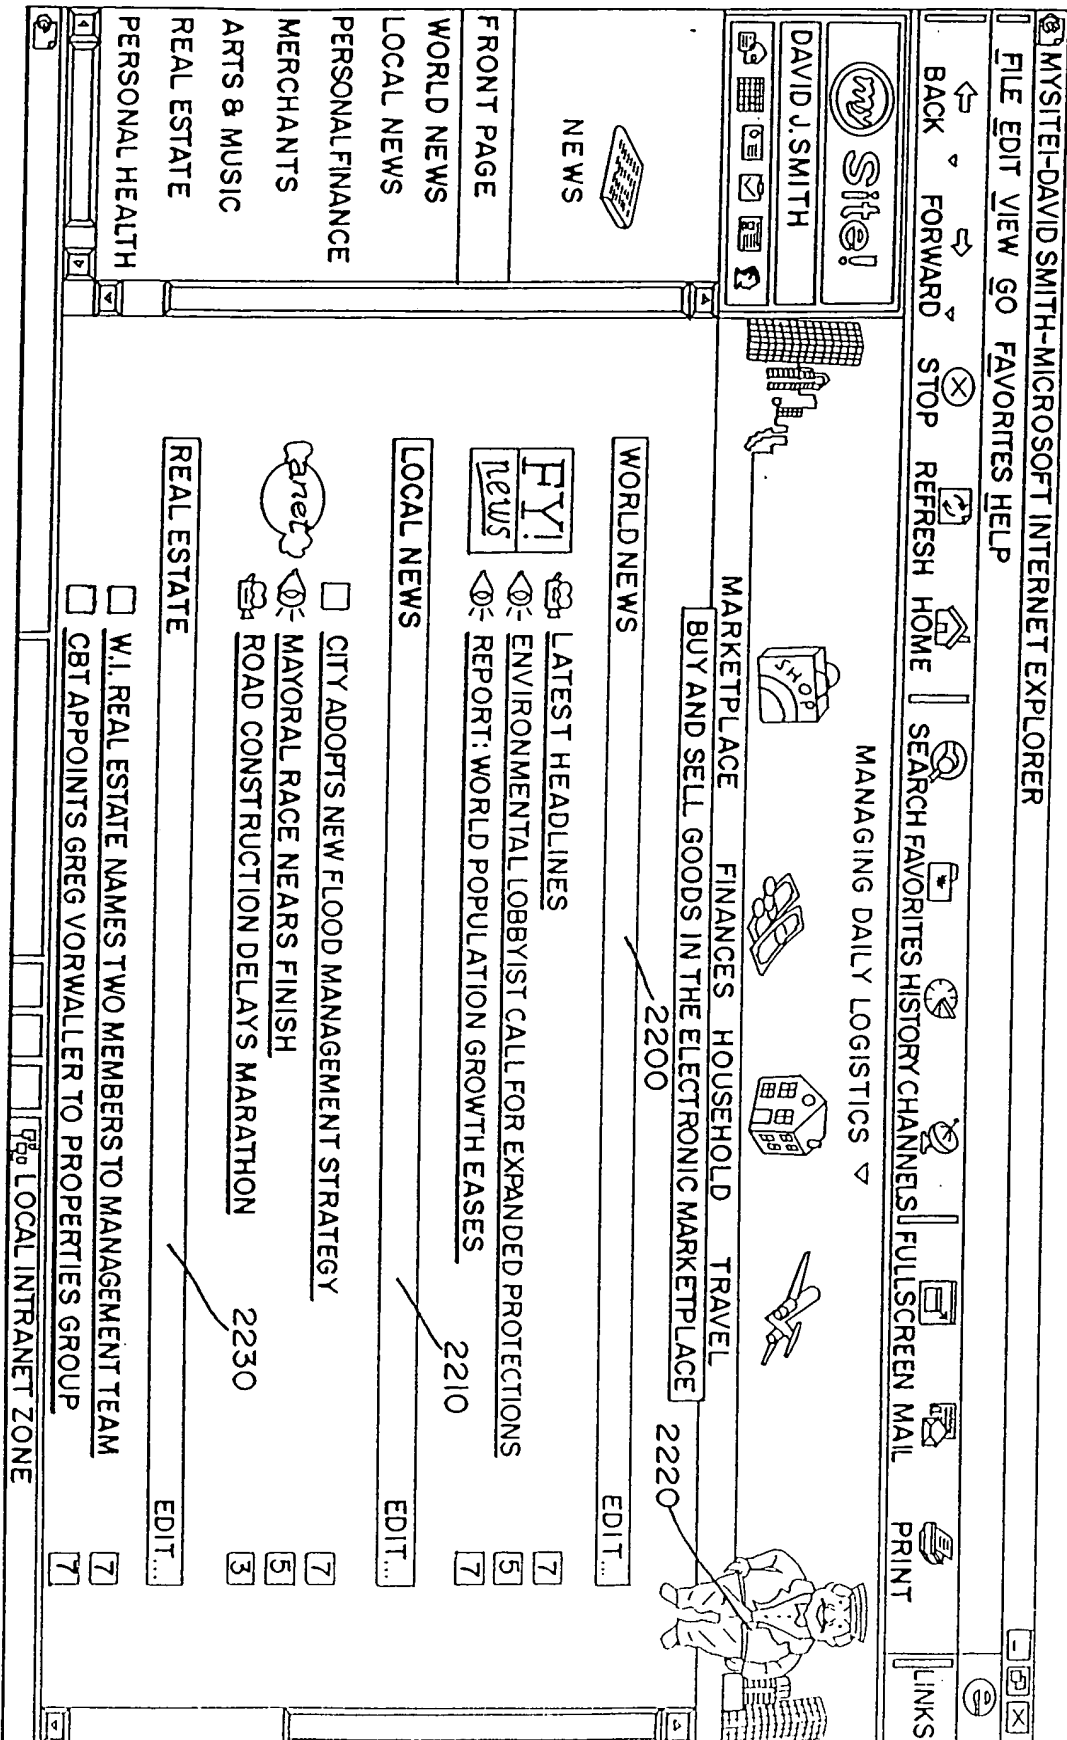 MYSITE!-DAVID SMITH-MICROSOFT INTERNET EXPLORER
FILE EDIT VIEW GO FAVORITES HELP
BACK FORWARD STOP REFRESH HOME SEARCH FAVORITES HISTORY CHANNELS FULLSCREEN MAIL PRINT LINKS
my Site!
MANAGING DAILY LOGISTICS
DAVID J. SMITH
SHOP
MARKETPLACE FINANCES HOUSEHOLD TRAVEL
BUY AND SELL GOODS IN THE ELECTRONIC MARKETPLACE
2220
2200
NEWS
FRONT PAGE
WORLD NEWS
LOCAL NEWS
PERSONAL FINANCE
MERCHANTS
ARTS & MUSIC
REAL ESTATE
PERSONAL HEALTH
WORLD NEWS EDIT...
FY! news
LATEST HEADLINES 7
ENVIRONMENTAL LOBBYIST CALL FOR EXPANDED PROTECTIONS 5
REPORT: WORLD POPULATION GROWTH EASES 7
2210
LOCAL NEWS EDIT...
CITY ADOPTS NEW FLOOD MANAGEMENT STRATEGY 7
MAYORAL RACE NEARS FINISH 5
ROAD CONSTRUCTION DELAYS MARATHON 3
2230
REAL ESTATE EDIT...
W.I. REAL ESTATE NAMES TWO MEMBERS TO MANAGEMENT TEAM 7
CBT APPOINTS GREG VORWALLER TO PROPERTIES GROUP 7
LOCAL INTRANET ZONE